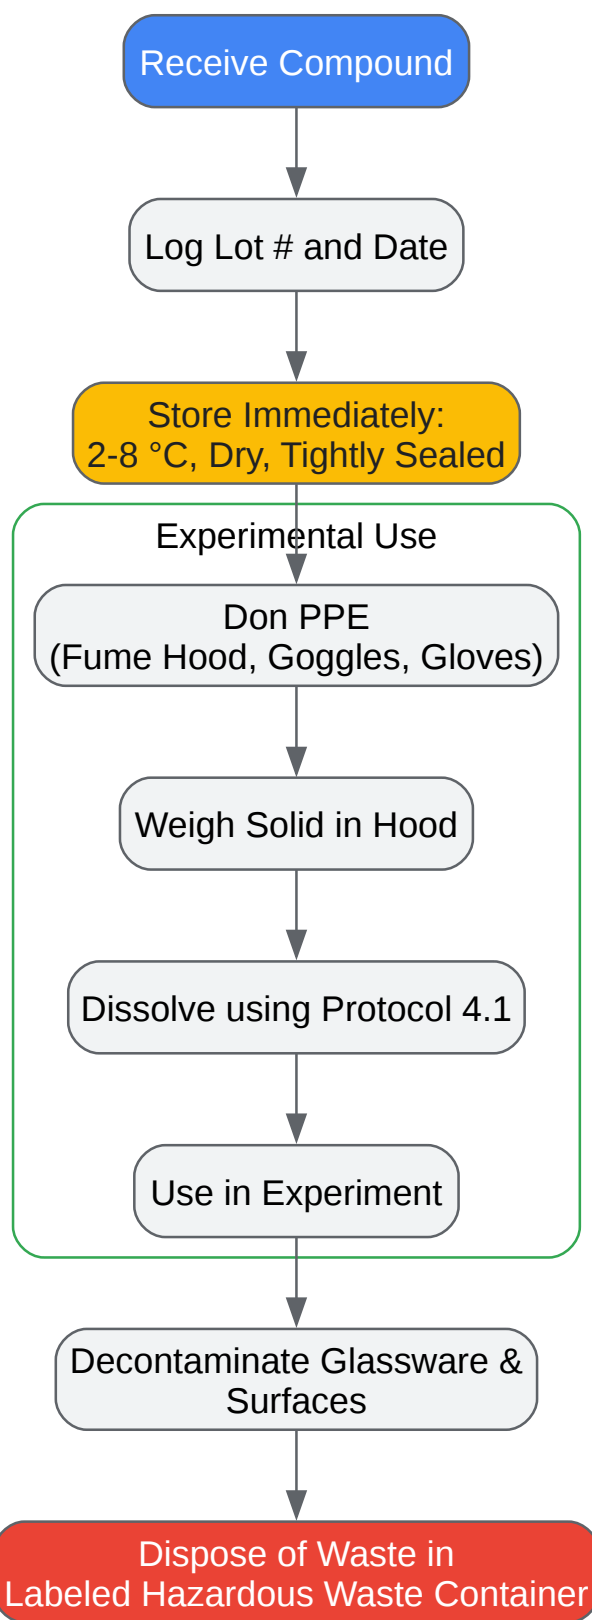 Receive Compound
Log Lot # and Date
Store Immediately:
2-8 °C, Dry, Tightly Sealed
Experimental Use
Don PPE
(Fume Hood, Goggles, Gloves)
Weigh Solid in Hood
Dissolve using Protocol 4.1
Use in Experiment
Decontaminate Glassware &
Surfaces
Dispose of Waste in
Labeled Hazardous Waste Container